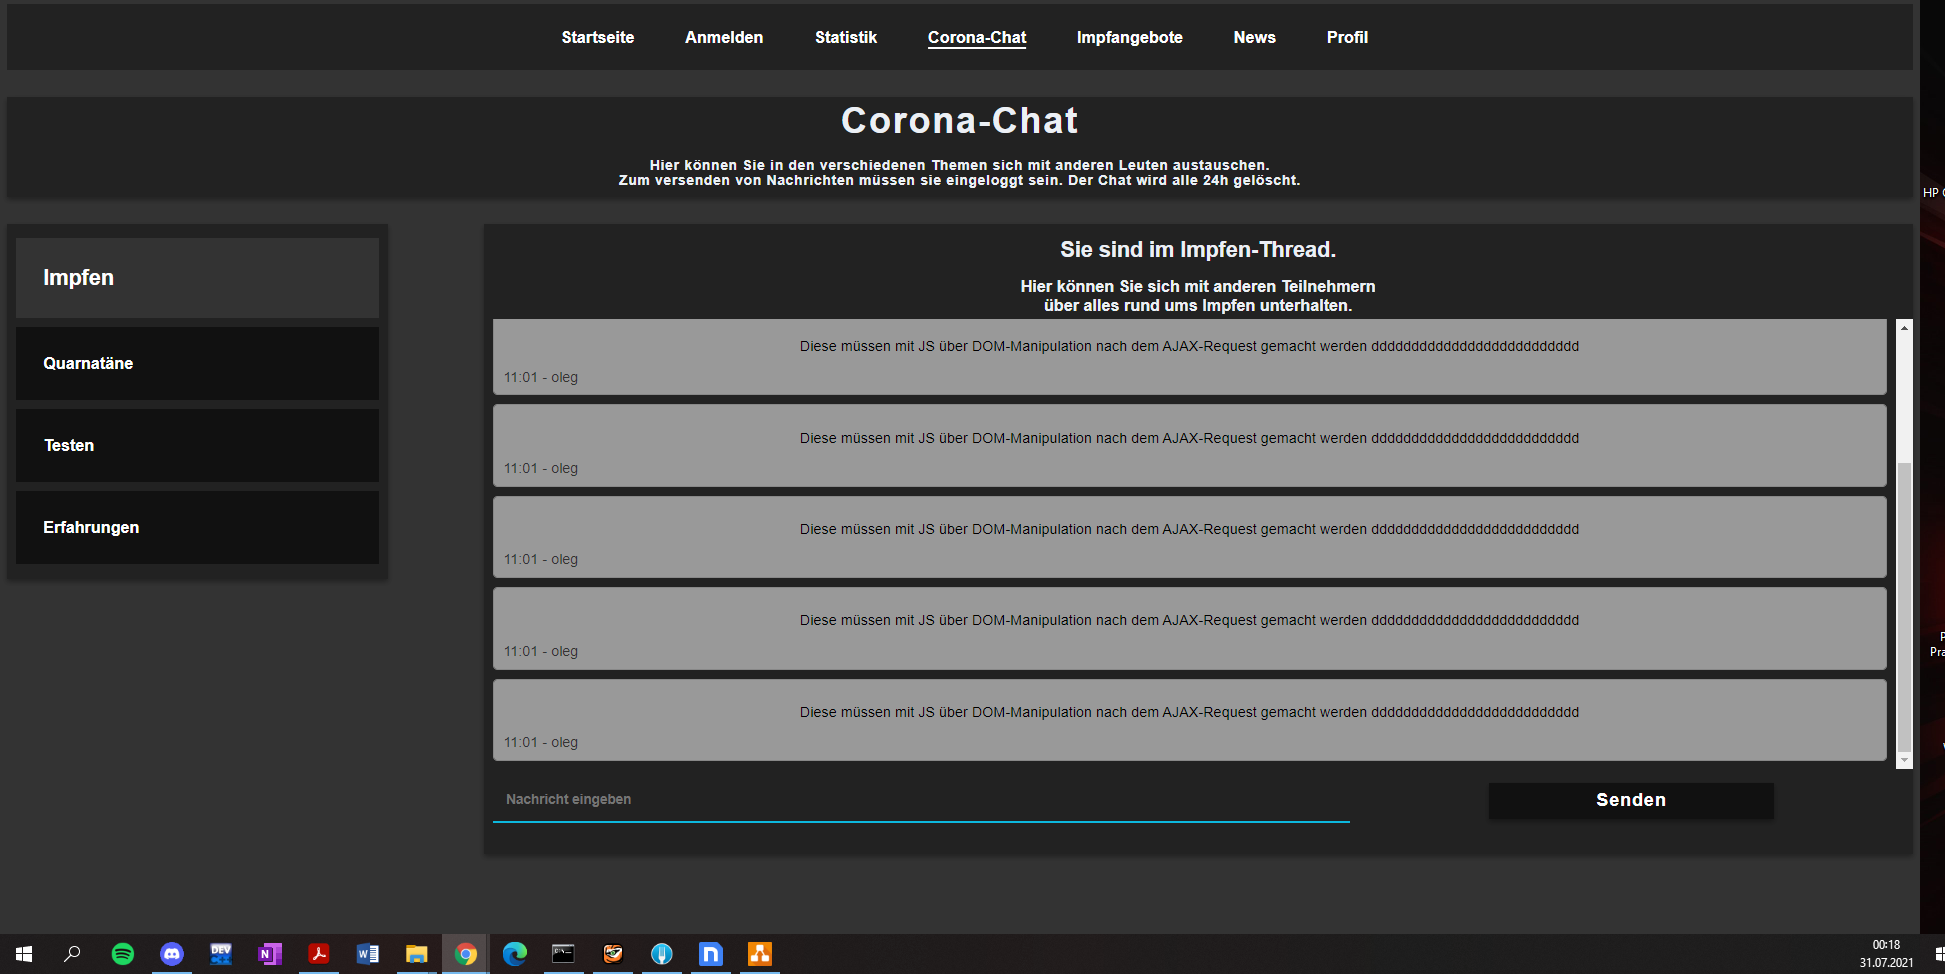 Startseite Anmelden Statistik Corona-Chat Impfangebote News Profil
Corona-Chat
Hier können Sie in den verschiedenen Themen sich mit anderen Leuten austauschen.
Zum versenden von Nachrichten müssen sie eingeloggt sein. Der Chat wird alle 24h gelöscht.
HP
Impfen
Quarnatäne
Testen
Erfahrungen
Sie sind im Impfen-Thread.
Hier können Sie sich mit anderen Teilnehmern
über alles rund ums Impfen unterhalten.
Diese müssen mit JS über DOM-Manipulation nach dem AJAX-Request gemacht werden dddddddddddddddddddddddddd
11:01 - oleg
Diese müssen mit JS über DOM-Manipulation nach dem AJAX-Request gemacht werden dddddddddddddddddddddddddd
11:01 - oleg
Diese müssen mit JS über DOM-Manipulation nach dem AJAX-Request gemacht werden dddddddddddddddddddddddddd
11:01 - oleg
Diese müssen mit JS über DOM-Manipulation nach dem AJAX-Request gemacht werden dddddddddddddddddddddddddd
11:01 - oleg
Diese müssen mit JS über DOM-Manipulation nach dem AJAX-Request gemacht werden dddddddddddddddddddddddddd
11:01 - oleg
Nachricht eingeben
Senden
DEV
00:18
31.07.2021